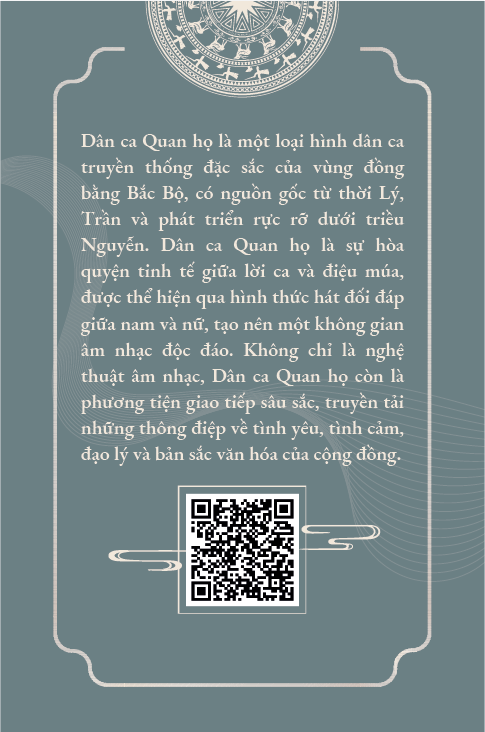 Dân ca Quan họ là một loại hình dân ca
truyền thống đặc sắc của vùng đồng
bằng Bắc Bộ, có nguồn gốc từ thời Lý,
Trần và phát triển rực rỡ dưới triều
Nguyễn. Dân ca Quan họ là sự hòa
quyện tinh tế giữa lời ca và điệu múa,
được thể hiện qua hình thức hát đối đáp
giữa nam và nữ, tạo nên một không gian
âm nhạc độc đáo. Không chỉ là nghệ
thuật âm nhạc, Dân ca Quan họ còn là
phương tiện giao tiếp sâu sắc, truyền tải
những thông điệp về tình yêu, tình cảm,
đạo lý và bản sắc văn hóa của cộng đồng.